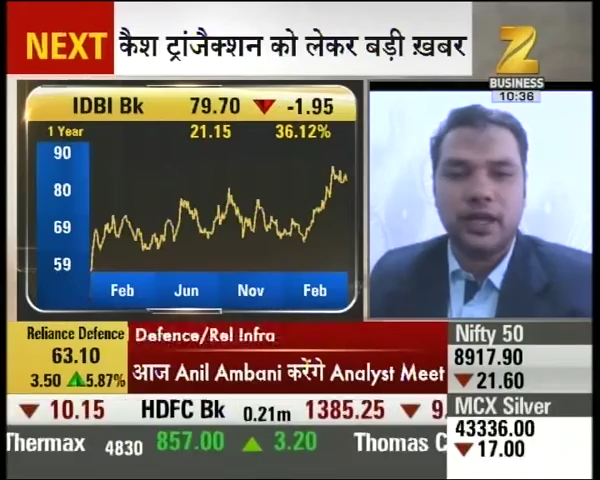 NEXT कैश ट्रांजैक्शन को लेकर बड़ी ख़बर
Z
BUSINESS
10:36
IDBI Bk 79.70 -1.95
1 Year 21.15 36.12%
90
80
69
59
Feb Jun Nov Feb
Reliance Defence
63.10
3.50 5.87%
Defence/Rel Infra
आज Anil Ambani करेंगे Analyst Meet
Nifty 50
8917.90
21.60
MCX Silver
43336.00
17.00
10.15 HDFC Bk 0.21m 1385.25 9.
Thermax 4830 857.00 3.20 Thomas C